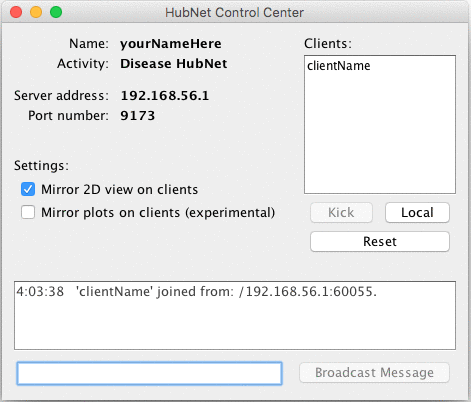 HubNet Control Center
Name: yourNameHere
Activity: Disease HubNet
Server address: 192.168.56.1
Port number: 9173
Settings:
Mirror 2D view on clients
Mirror plots on clients (experimental)
Clients:
clientName
Kick
Local
Reset
4:03:38 'clientName' joined from: /192.168.56.1:60055.
Broadcast Message